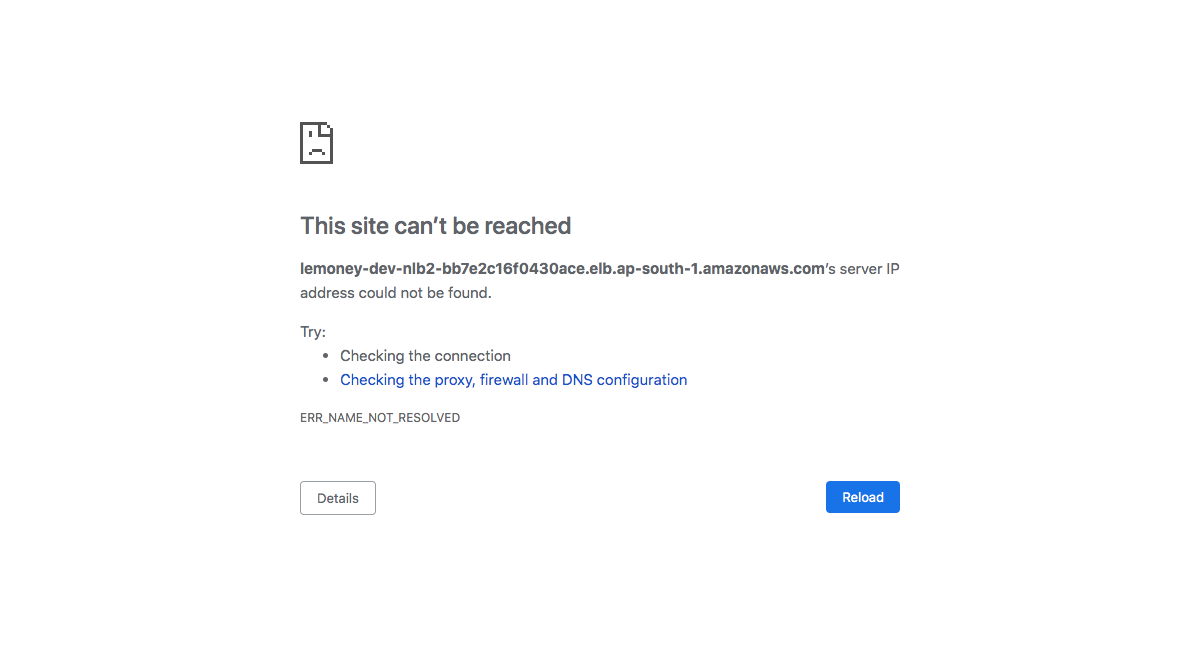 This site can’t be reached
lemoney-dev-nlb2-bb7e2c16f0430ace.elb.ap-south-1.amazonaws.com’s server IP
address could not be found.
Try:
• Checking the connection
• Checking the proxy, firewall and DNS configuration
ERR_NAME_NOT_RESOLVED
Details
Reload